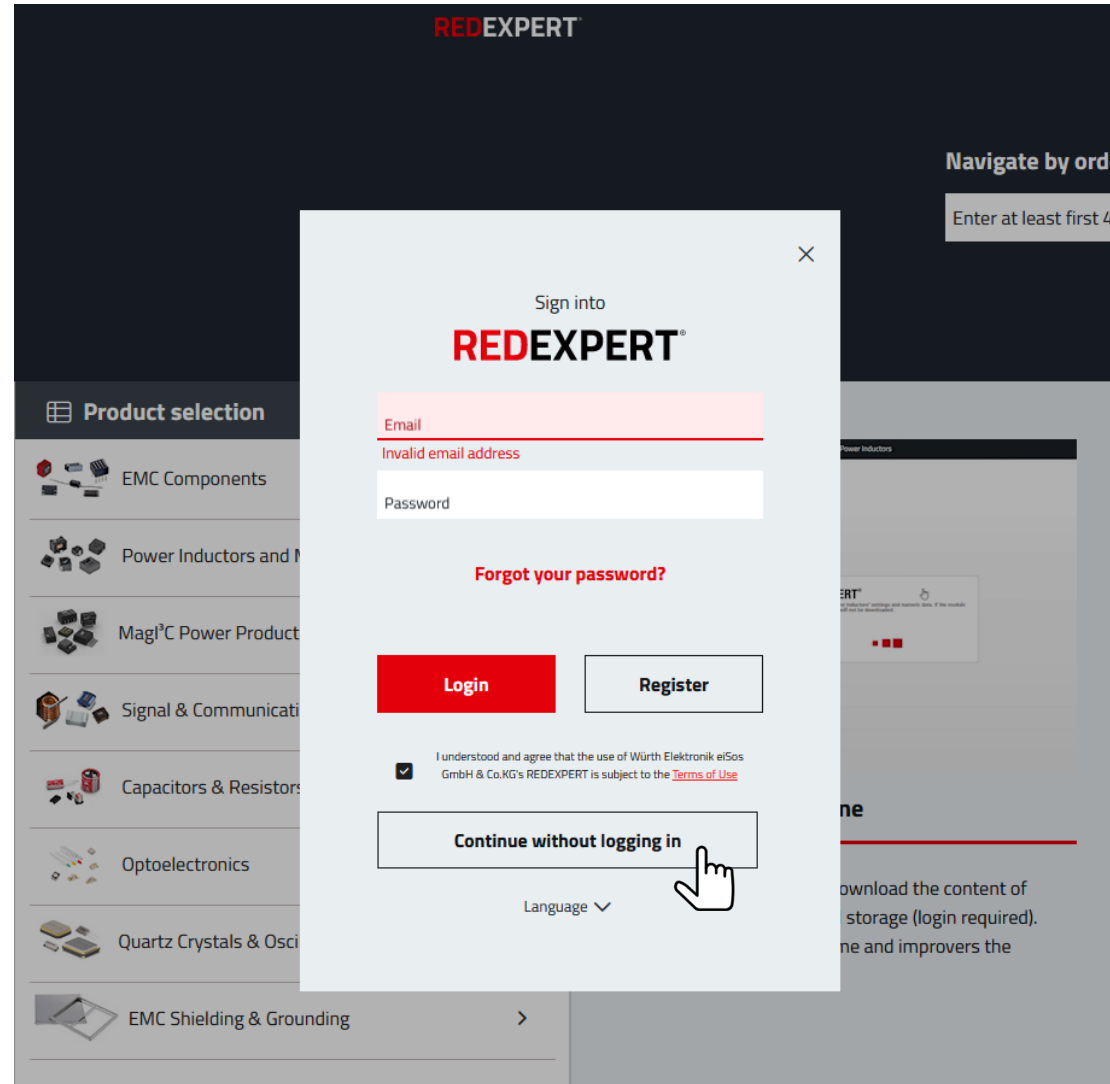 REDEXPERT®
Navigate by ord
Enter at least first 4
Sign into
REDEXPERT®
Email
Invalid email address
Password
Forgot your password?
Login
Register
I understood and agree that the use of Würth Elektronik eiSos
GmbH & Co.KG's REDEXPERT is subject to the Terms of Use
Continue without logging in
Language
Product selection
EMC Components
Power Inductors and
MagI³C Power Product
Signal & Communicati
Capacitors & Resistors
Optoelectronics
Quartz Crystals & Osci
EMC Shielding & Grounding
Power Inductors
ERT®
ne
ownload the content of
storage (login required).
me and improvers the